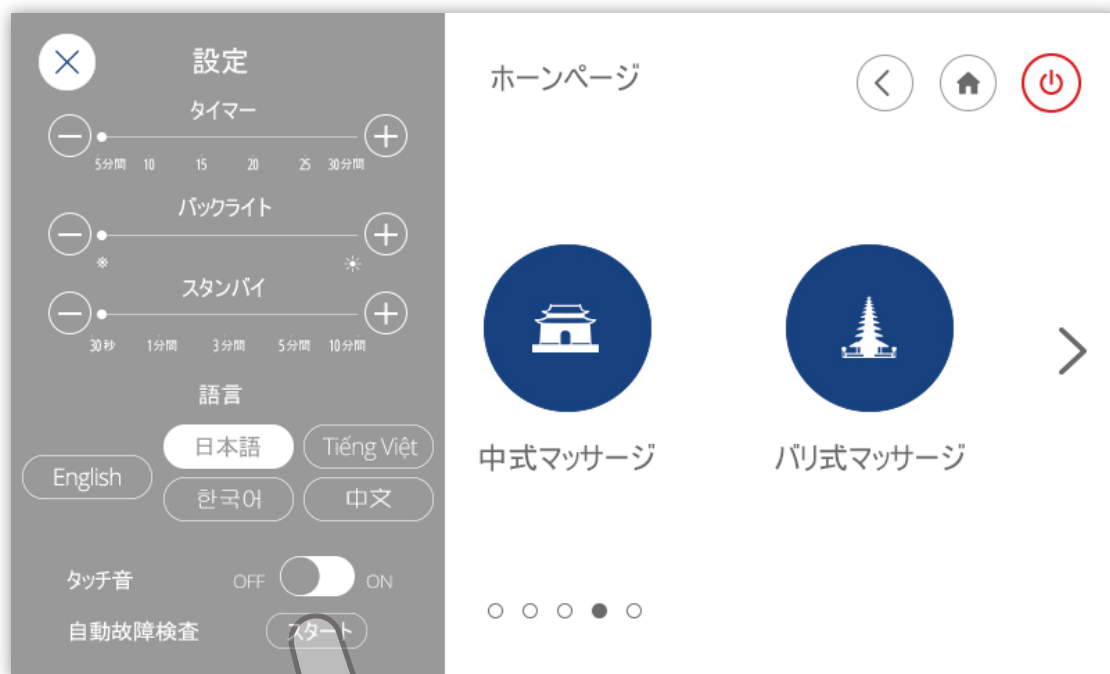 設定
タイマー
5分間 10 15 20 25 30分間
バックライト
スタンバイ
30秒 1分間 3分間 5分間 10分間
語言
English
日本語 Tiếng Việt
한국어 中文
タッチ音 OFF ON
自動故障検査 スタート
ホーンページ
中式マッサージ バリ式マッサージ